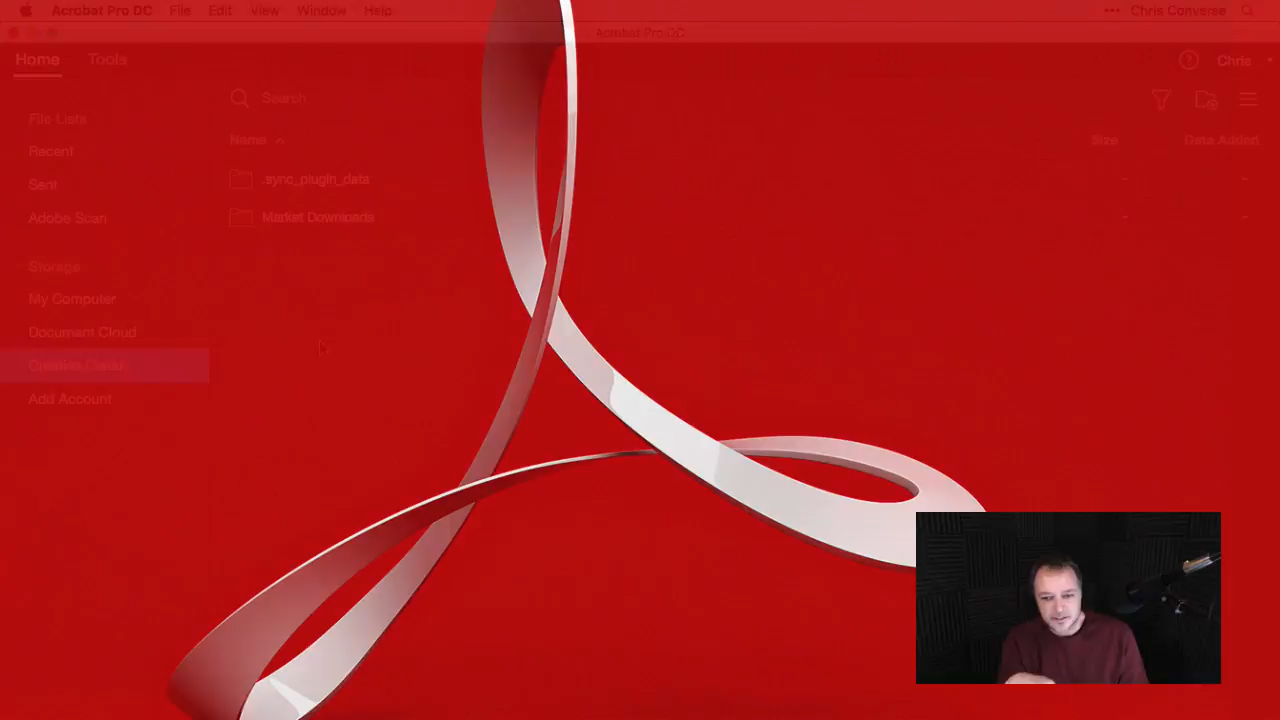 Acrobat Pro DC File Edit View Window Help ••• Chris Converse
Acrobat Pro DC
Home Tools Chris
Search
File Lists
Name Size Data Added
Recent
.sync_plugin_data - -
Sent
Market Downloads - -
Adobe Scan
Storage
My Computer
Document Cloud
Creative Cloud
Add Account